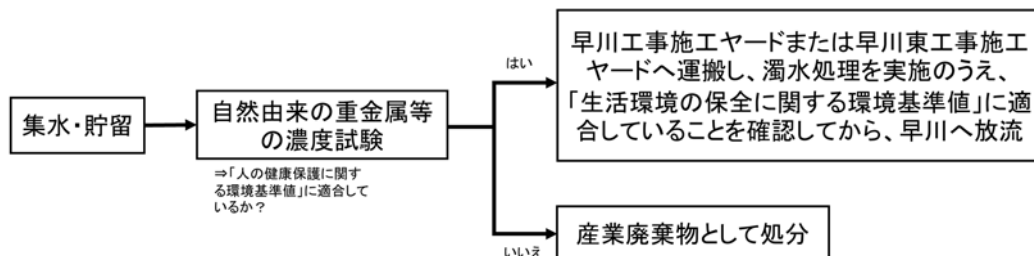 集水・貯留
自然由来の重金属等
の濃度試験
⇒「人の健康保護に関す
る環境基準値」に適合して
いるか？
はい
早川工事施工ヤードまたは早川東工事施工
ヤードへ運搬し、濁水処理を実施のうえ、
「生活環境の保全に関する環境基準値」に適
合していることを確認してから、早川へ放流
いいえ
産業廃棄物として処分